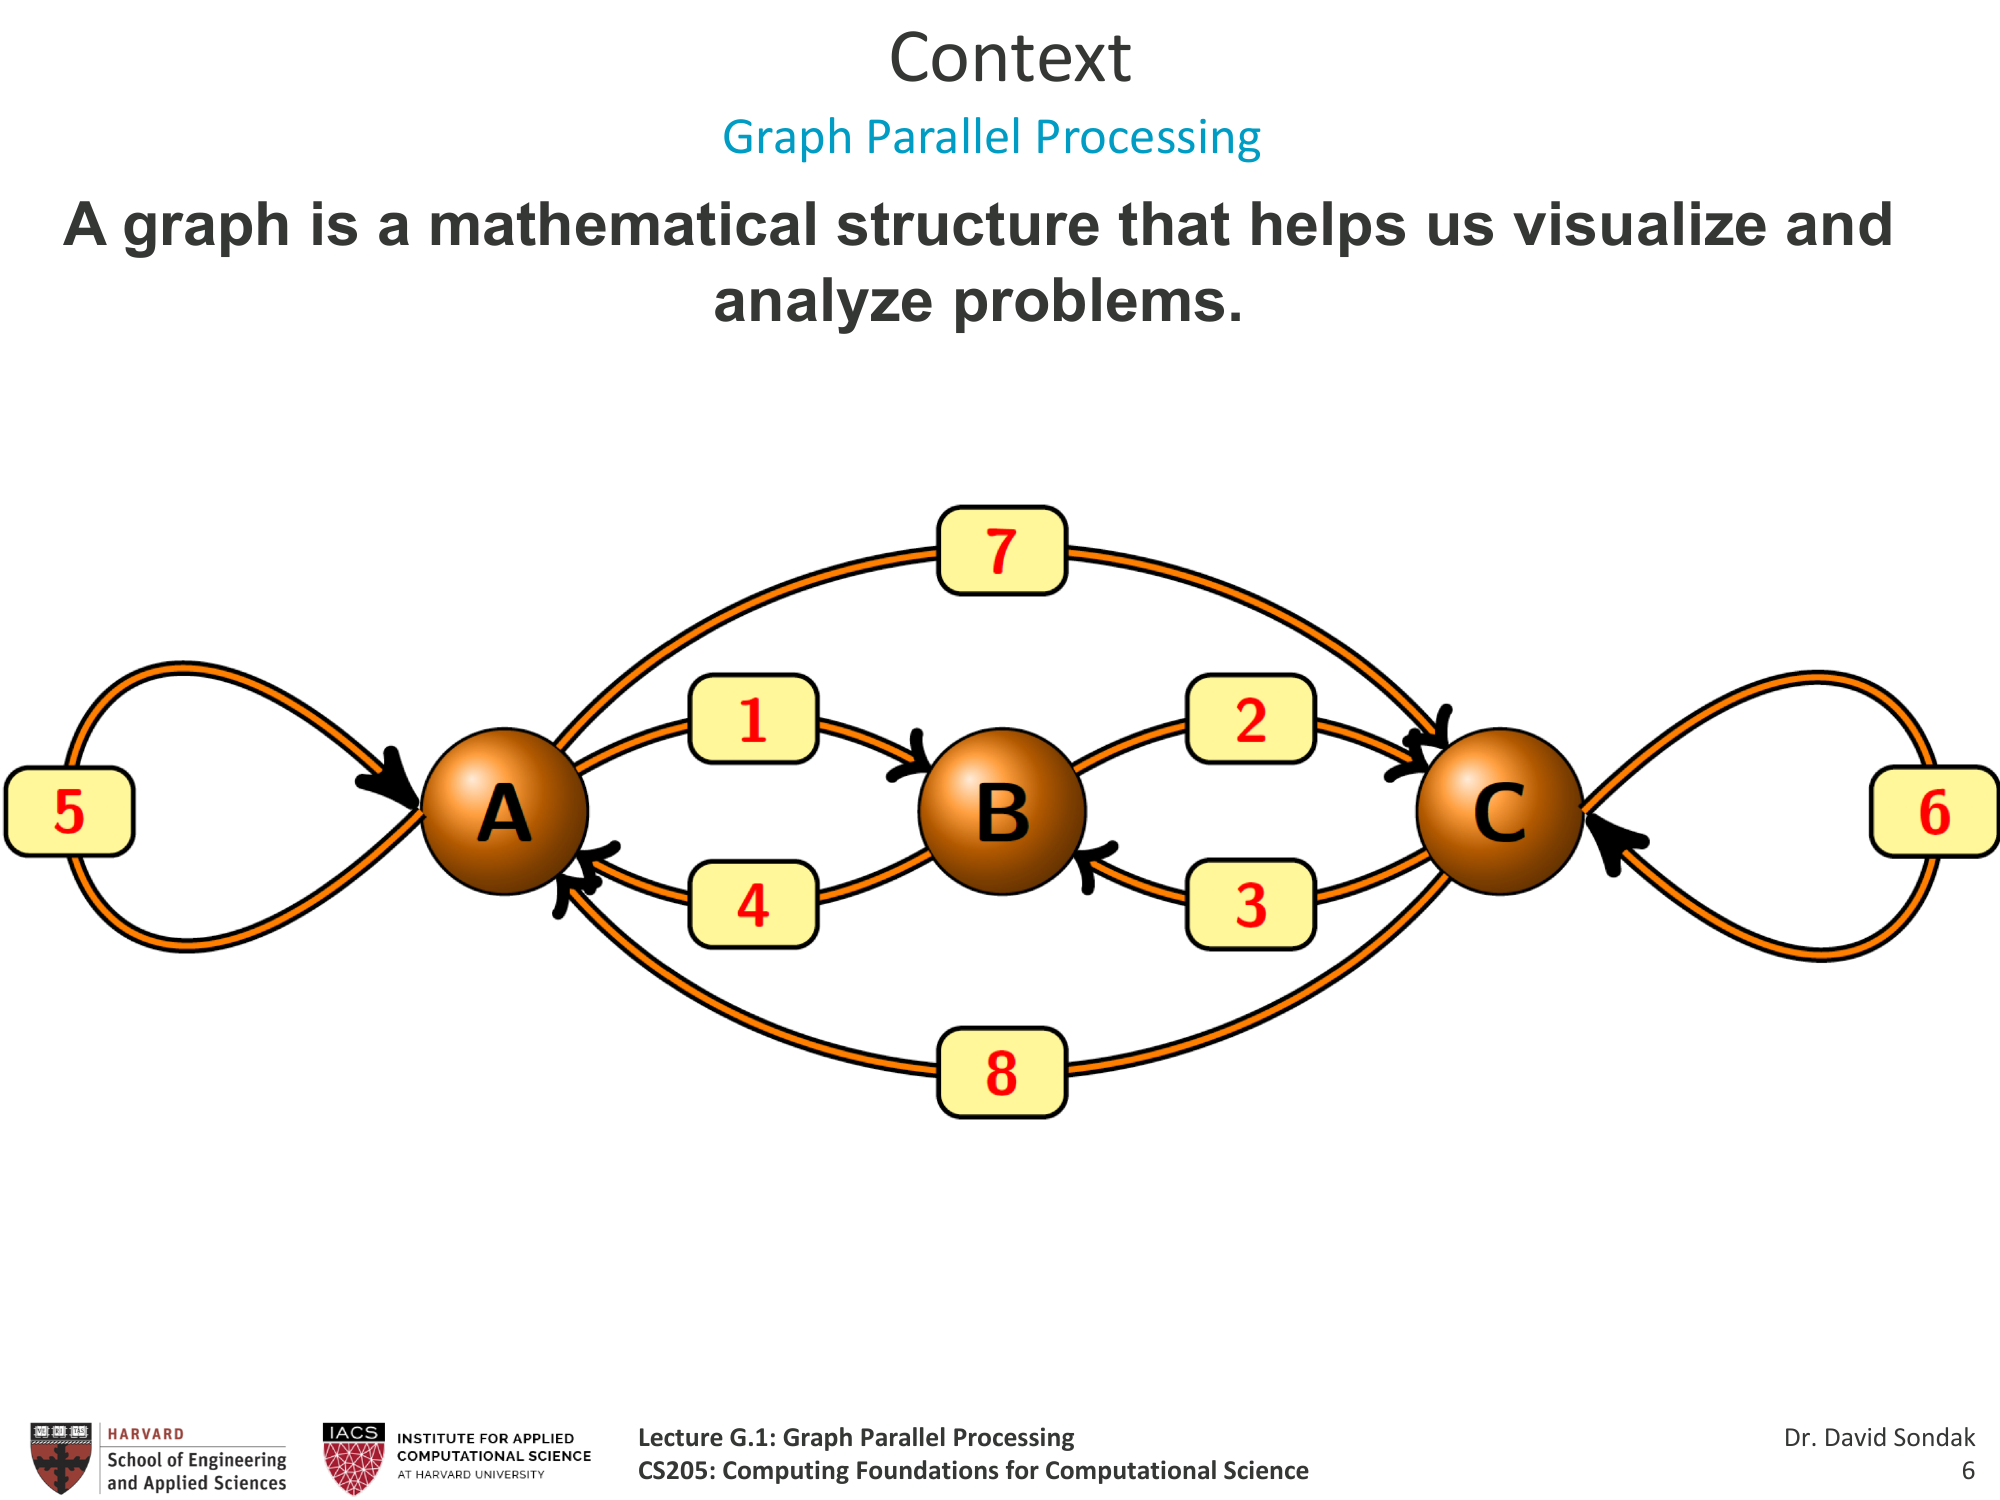 Context
Graph Parallel Processing
A graph is a mathematical structure that helps us visualize and
analyze problems.
7
1
2
5
A
B
C
6
4
3
8
HARVARD
School of Engineering
and Applied Sciences
IACS
INSTITUTE FOR APPLIED
COMPUTATIONAL SCIENCE
AT HARVARD UNIVERSITY
Lecture G.1: Graph Parallel Processing
CS205: Computing Foundations for Computational Science
Dr. David Sondak
6